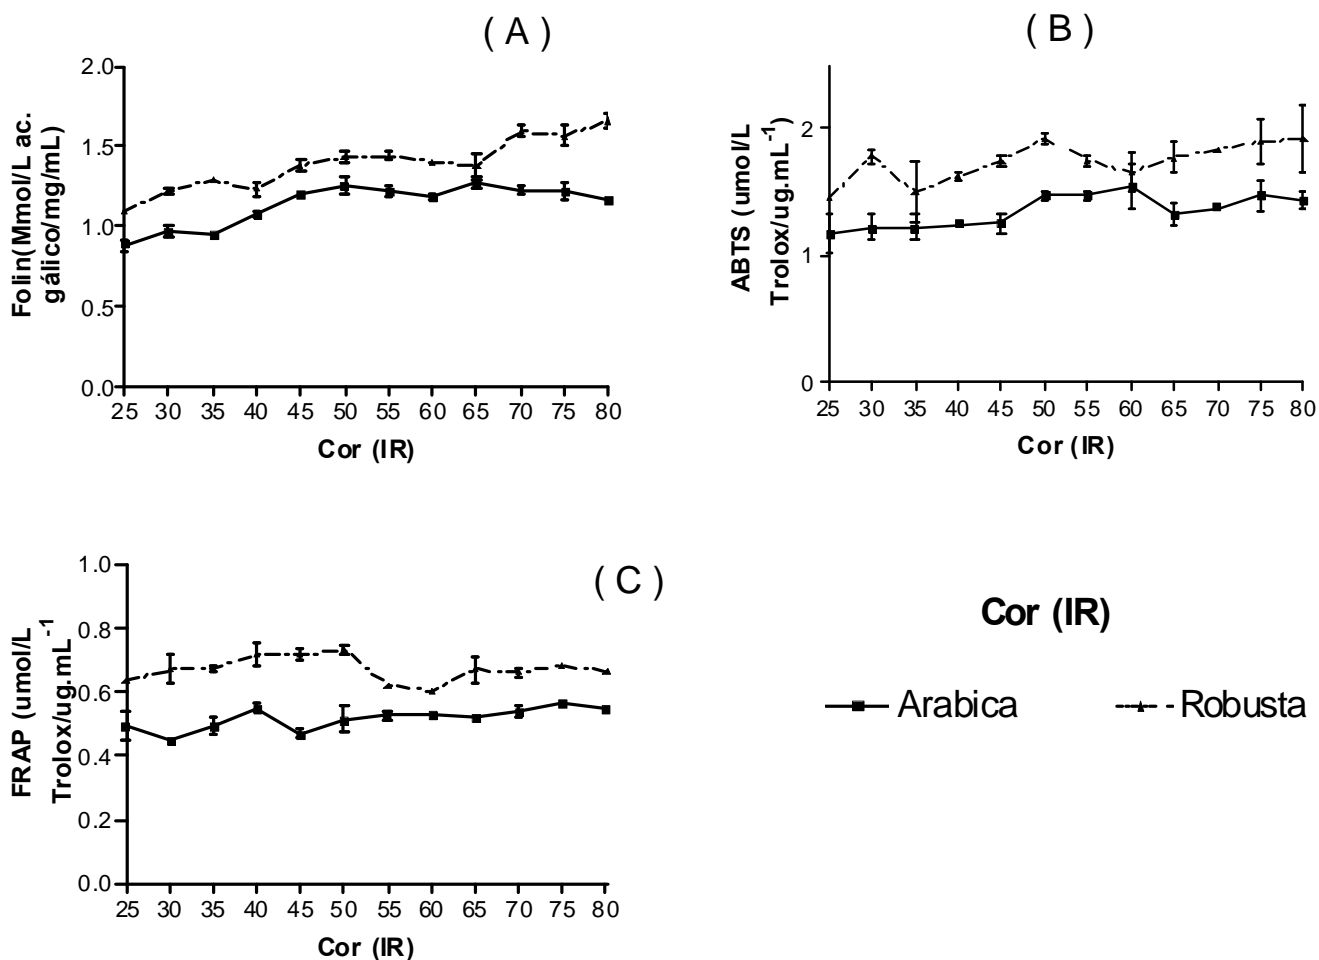 ( A )
2.0
1.5
1.0
0.5
0.0
Folin(Mmol/L ac.
gálico/mg/mL)
25 30 35 40 45 50 55 60 65 70 75 80
Cor (IR)
( B )
2
1
0
ABTS (umol/L
Trolox/ug.mL-1)
25 30 35 40 45 50 55 60 65 70 75 80
Cor (IR)
( C )
1.0
0.8
0.6
0.4
0.2
0.0
FRAP (umol/L
Trolox/ug.mL-1
25 30 35 40 45 50 55 60 65 70 75 80
Cor (IR)
Cor (IR)
Arabica
Robusta